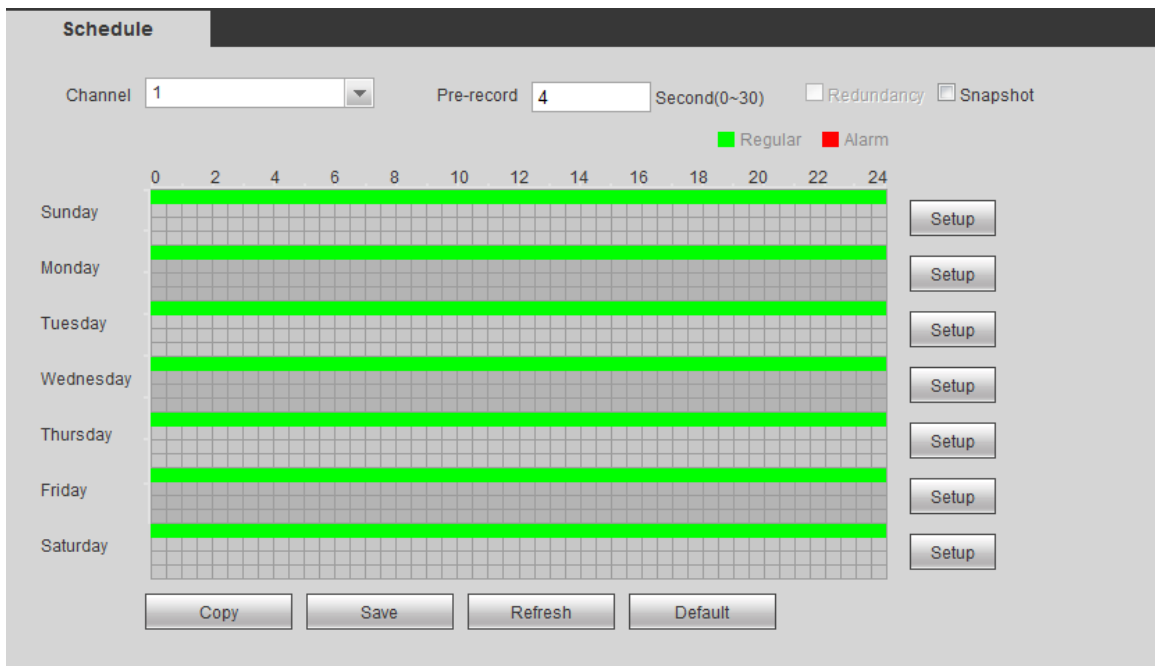 Schedule
Channel 1 Pre-record 4 Second(0~30) Redundancy Snapshot
Regular Alarm
0 2 4 6 8 10 12 14 16 18 20 22 24
Sunday Setup
Monday Setup
Tuesday Setup
Wednesday Setup
Thursday Setup
Friday Setup
Saturday Setup
Copy Save Refresh Default